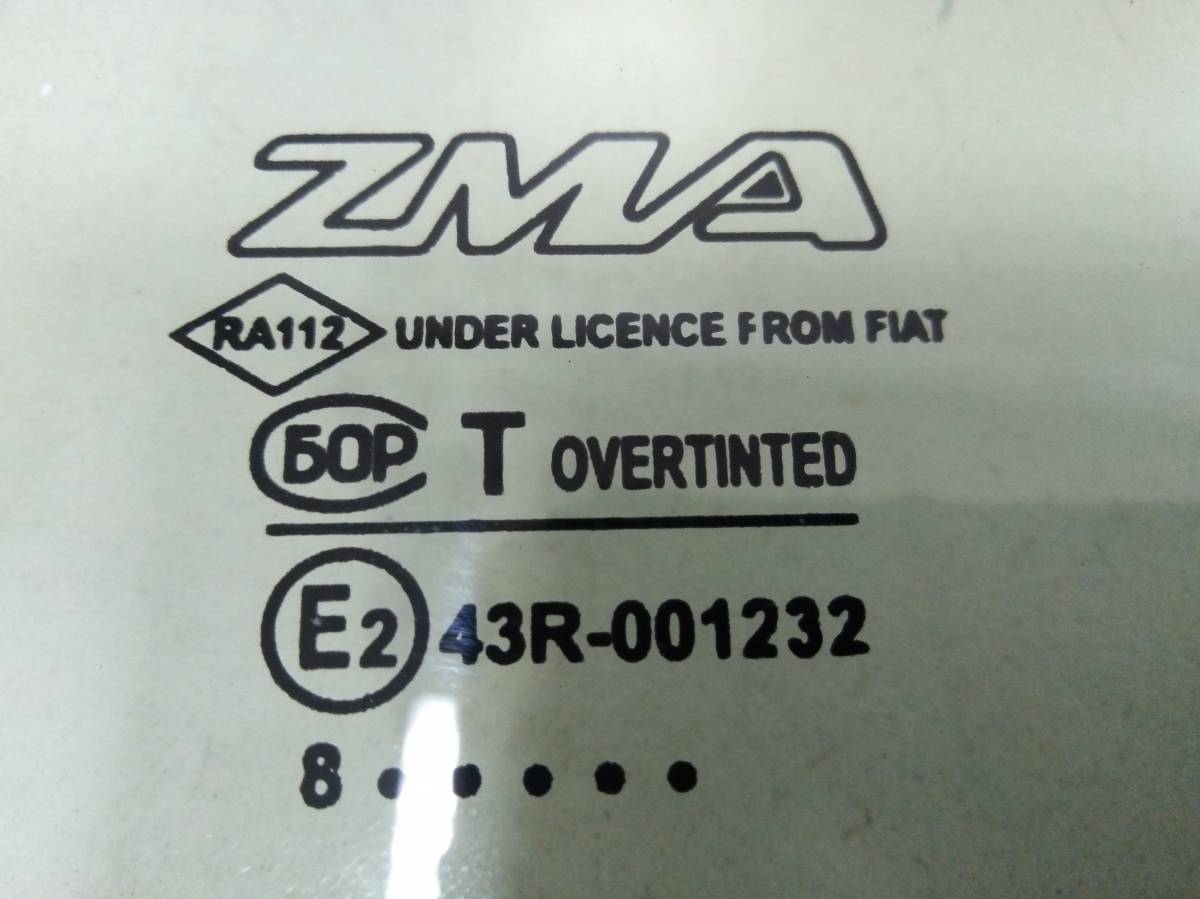 ZMA
RA112 UNDER LICENCE FROM FIAT
БОР T OVERTINTED
E2 43R-001232
8 • • • • •